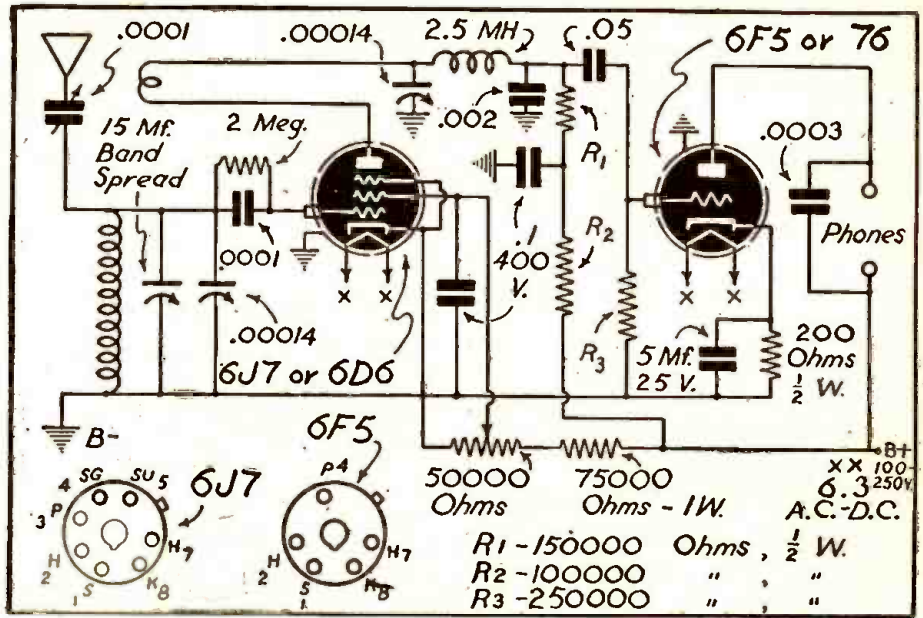 .0001
.00014
2.5 MH
.05
6F5 or 76
15 Mf.
Band
Spread
2 Meg.
.002
R1
.0003
Phones
.0001
.1
400
V.
R2
.00014
6J7 or 6D6
X X
X X
R3
5 Mf.
25 V.
200
Ohms
1/2 W.
B-
6F5
50000
Ohms
75000
Ohms - 1W.
B+
100-
250V.
XX
6.3
A.C.-D.C.
4 SG SU 5
3 P
H 7
2 H
1 S
K 8
6J7
P 4
H 7
2 H
S
1
K 8
R1 - 150000 Ohms, 1/2 W.
R2 - 100000 " , "
R3 - 250000 " , "